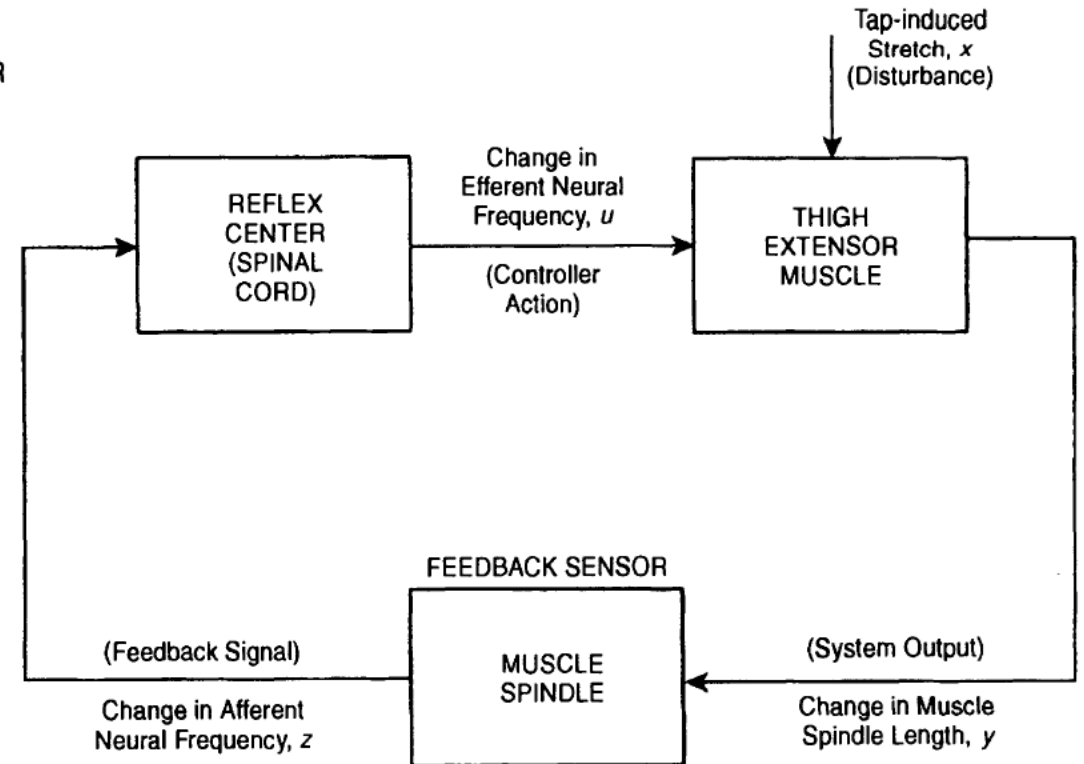 Tap-induced
Stretch, x
(Disturbance)
R
Change in
Efferent Neural
Frequency, u
(Controller
Action)
REFLEX
CENTER
(SPINAL
CORD)
THIGH
EXTENSOR
MUSCLE
FEEDBACK SENSOR
MUSCLE
SPINDLE
(Feedback Signal)
Change in Afferent
Neural Frequency, z
(System Output)
Change in Muscle
Spindle Length, y